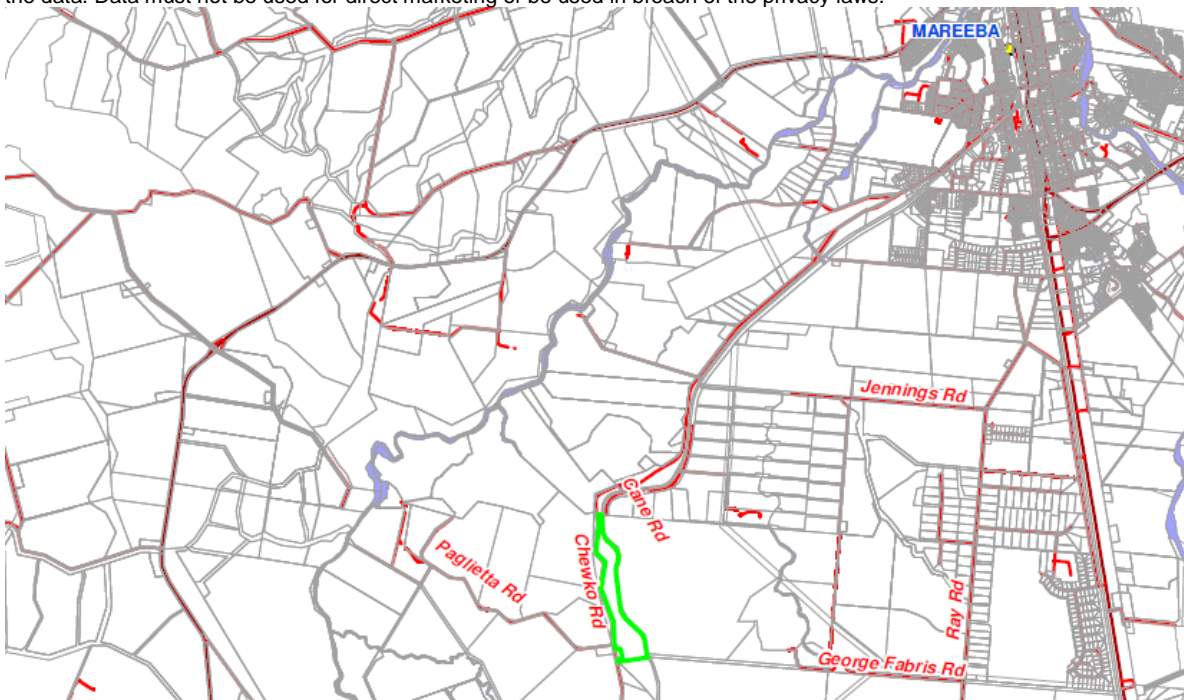 the data. Data must not be used for direct marketing or be used in breach of the privacy laws.
MAREEBA
Jennings Rd
Cane Rd
Chewko Rd
Paglietta Rd
Ray Rd
George Fabris Rd